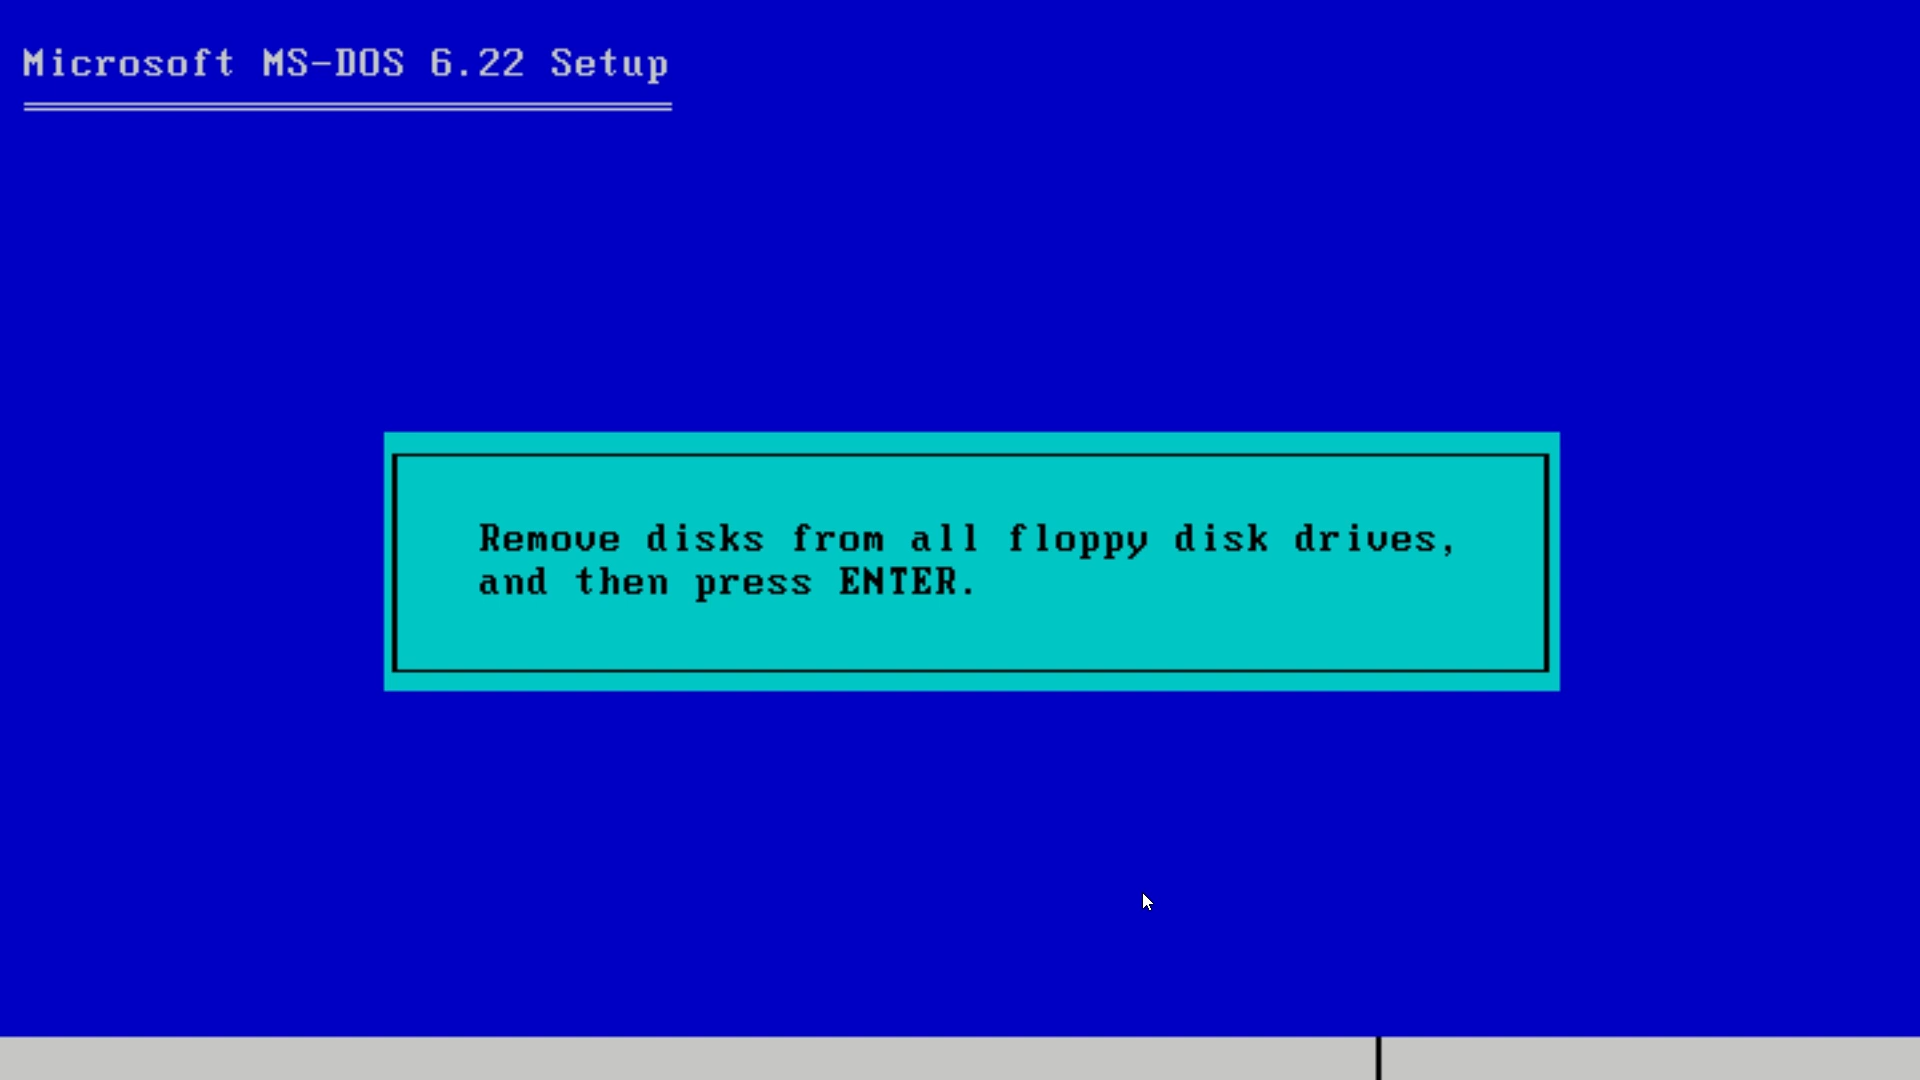 Microsoft MS-DOS 6.22 Setup
Remove disks from all floppy disk drives,
and then press ENTER.